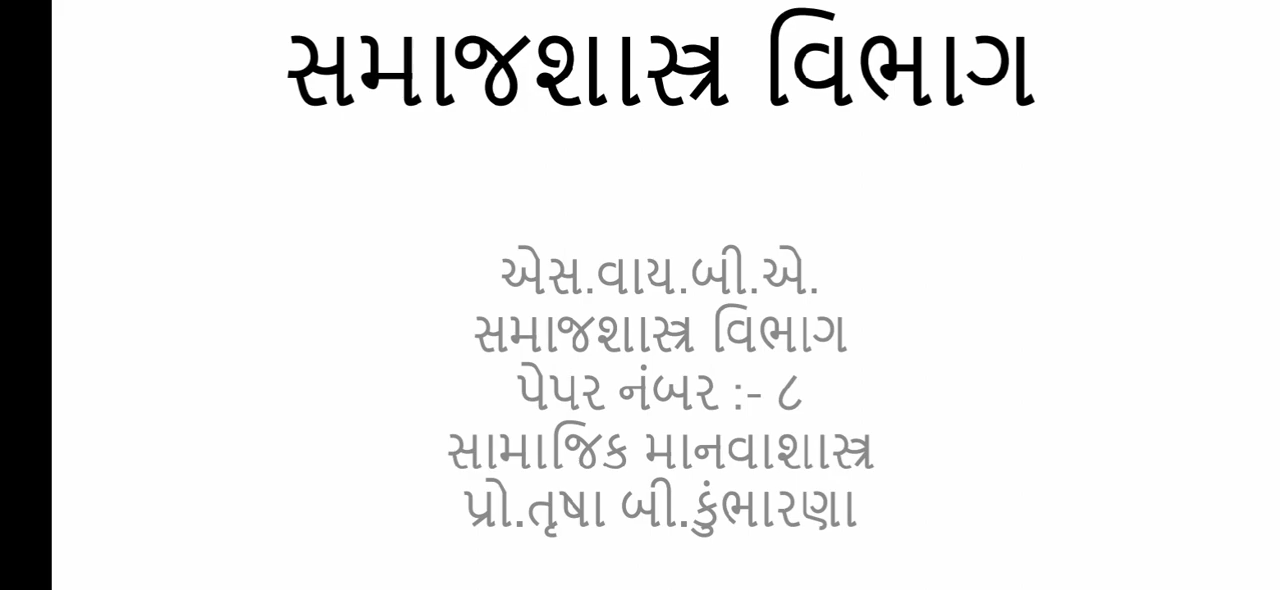 સમાજશાસ્ત્ર વિભાગ
એસ.વાય.બી.એ.
સમાજશાસ્ત્ર વિભાગ
પેપર નંબર :- ૮
સામાજિક માનવાશાસ્ત્ર
પ્રો.તૃષા બી.કુંભારણા